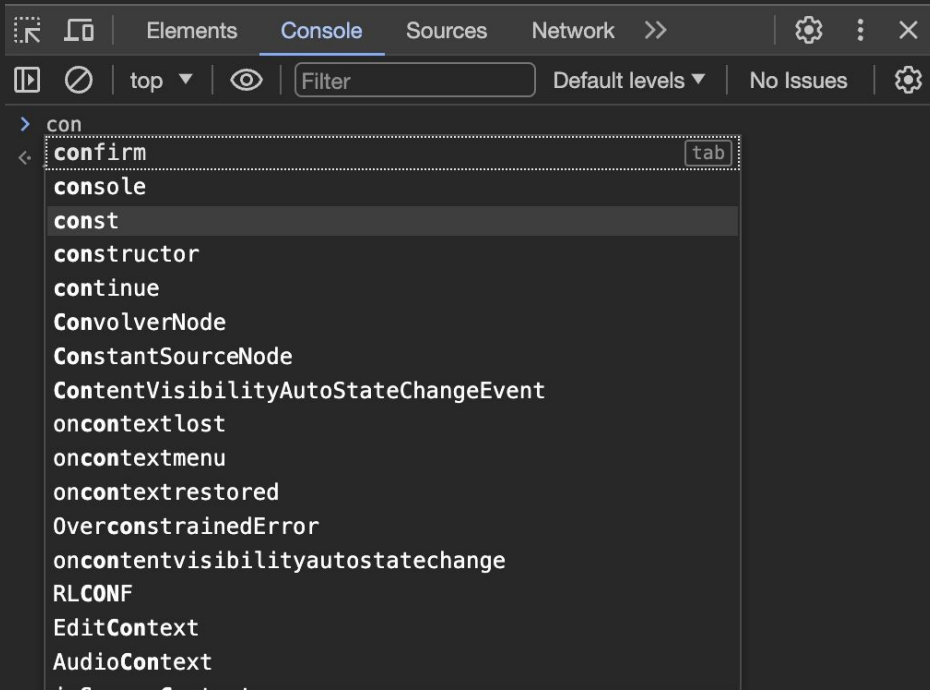 Elements Console Sources Network
top Filter Default levels No Issues
con
confirm tab
console
const
constructor
continue
ConvolverNode
ConstantSourceNode
ContentVisibilityAutoStateChangeEvent
oncontextlost
oncontextmenu
oncontextrestored
OverconstrainedError
oncontentvisibilityautostatechange
RLCONF
EditContext
AudioContext